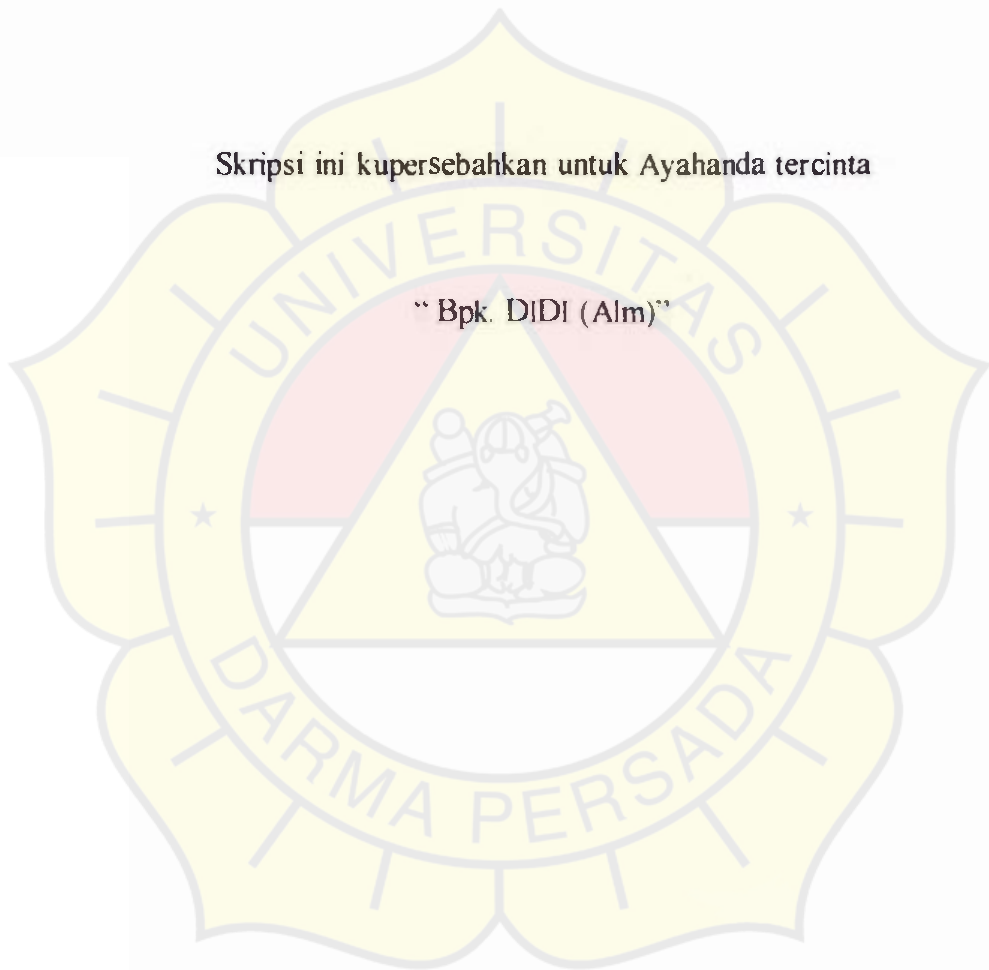 Skripsi ini kupersebahkan untuk Ayahanda tercinta
“ Bpk. DIDI (Alm)”
UNIVERSITAS
DARMA PERSADA